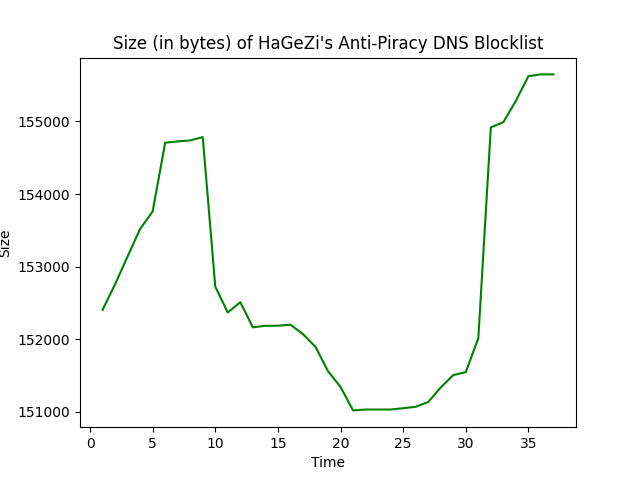 Size (in bytes) of HaGeZi's Anti-Piracy DNS Blocklist
155000
154000
153000
152000
151000
Size
0 5 10 15 20 25 30 35
Time